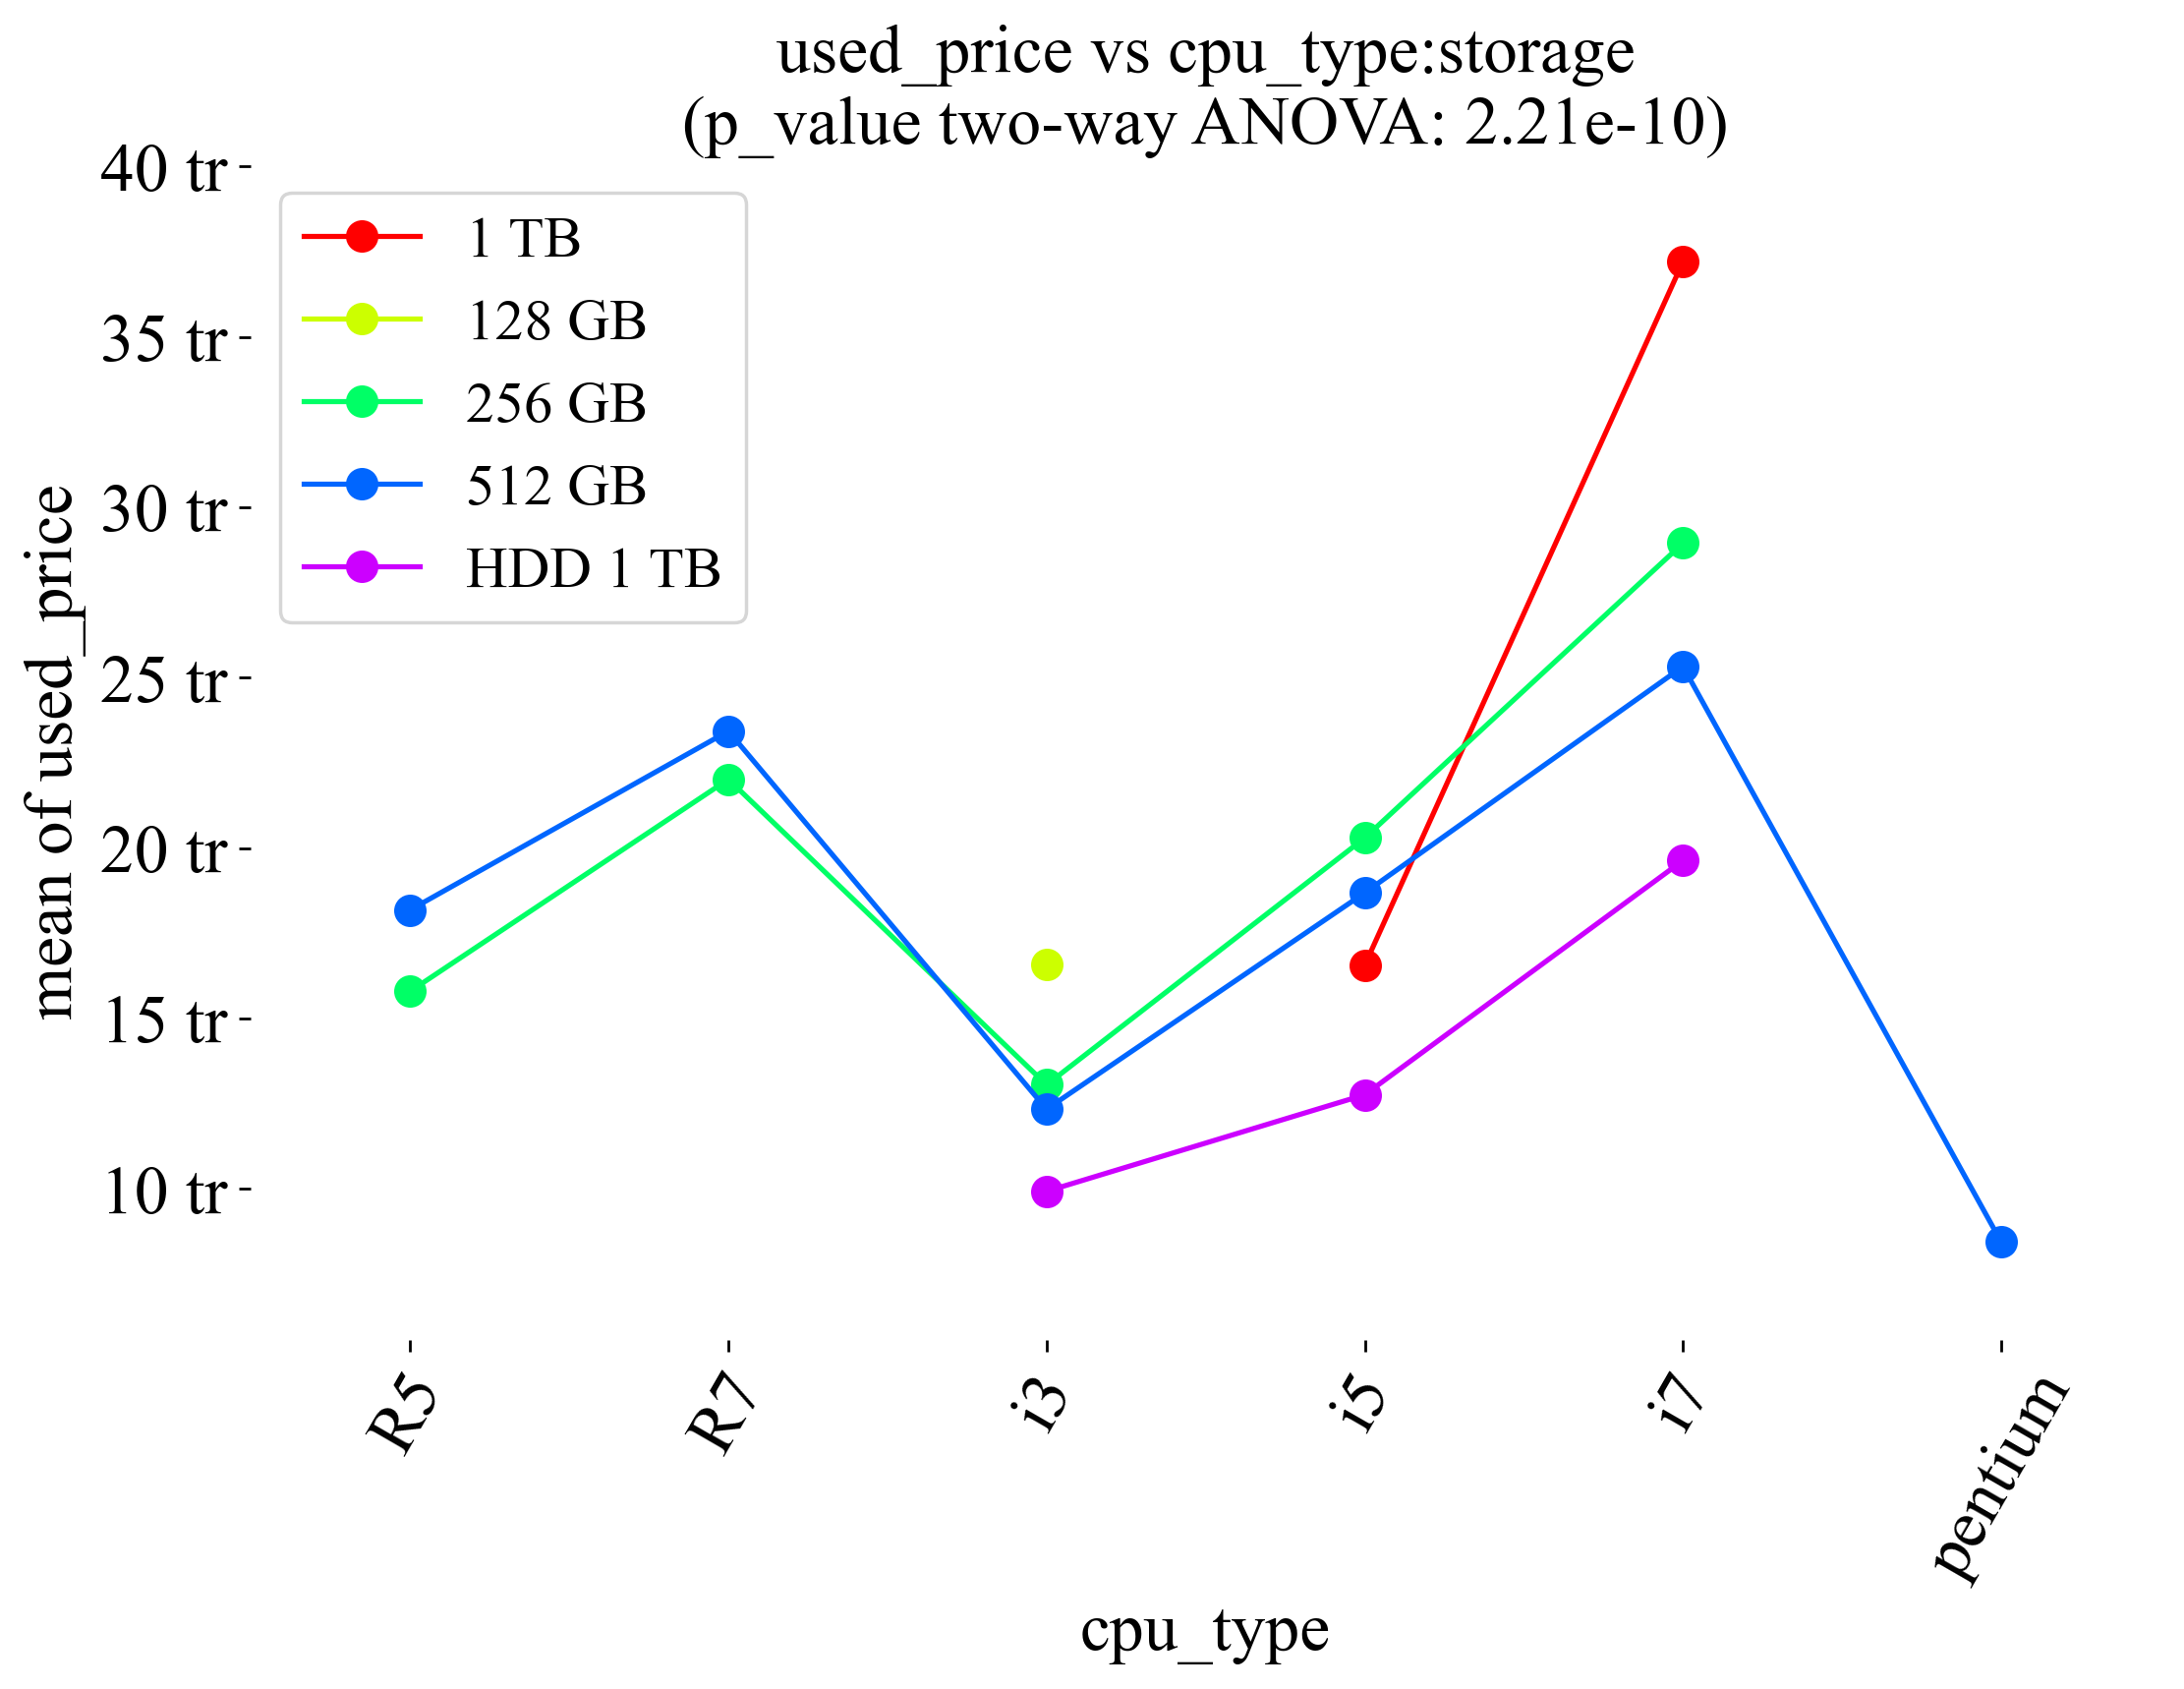 used_price vs cpu_type:storage
(p_value two-way ANOVA: 2.21e-10)
40 tr
35 tr
30 tr
25 tr
20 tr
15 tr
10 tr
mean of used_price
1 TB
128 GB
256 GB
512 GB
HDD 1 TB
R5
R7
i3
i5
i7
pentium
cpu_type